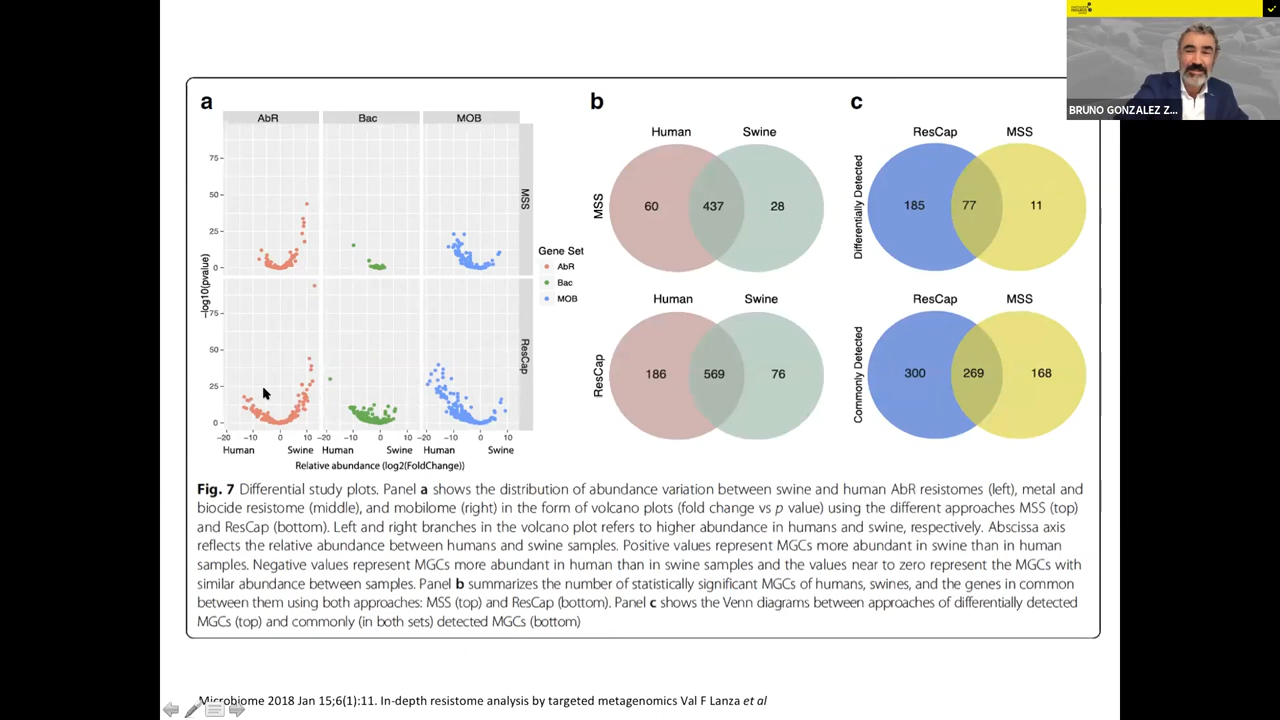 BRUNO GONZALEZ Z...
a
AbR
Bac
MOB
75
50
25
0
MSS
75
50
25
0
ResCap
−log10(pvalue)
−20 −10 0 10 −20 −10 0 10 −20 −10 0 10
Human Swine Human Swine Human Swine
Relative abundance (log2(FoldChange))
Gene Set
AbR
Bac
MOB
b
Human Swine
MSS
60 437 28
Human Swine
ResCap
186 569 76
c
ResCap MSS
Differentially Detected
185 77 11
ResCap MSS
Commonly Detected
300 269 168
Fig. 7 Differential study plots. Panel a shows the distribution of abundance variation between swine and human AbR resistomes (left), metal and
biocide resistome (middle), and mobilome (right) in the form of volcano plots (fold change vs p value) using the different approaches MSS (top)
and ResCap (bottom). Left and right branches in the volcano plot refers to higher abundance in humans and swine, respectively. Abscissa axis
reflects the relative abundance between humans and swine samples. Positive values represent MGCs more abundant in swine than in human
samples. Negative values represent MGCs more abundant in human than in swine samples and the values near to zero represent the MGCs with
similar abundance between samples. Panel b summarizes the number of statistically significant MGCs of humans, swines, and the genes in common
between them using both approaches: MSS (top) and ResCap (bottom). Panel c shows the Venn diagrams between approaches of differentially detected
MGCs (top) and commonly (in both sets) detected MGCs (bottom)
Microbiome 2018 Jan 15;6(1):11. In-depth resistome analysis by targeted metagenomics Val F Lanza et al